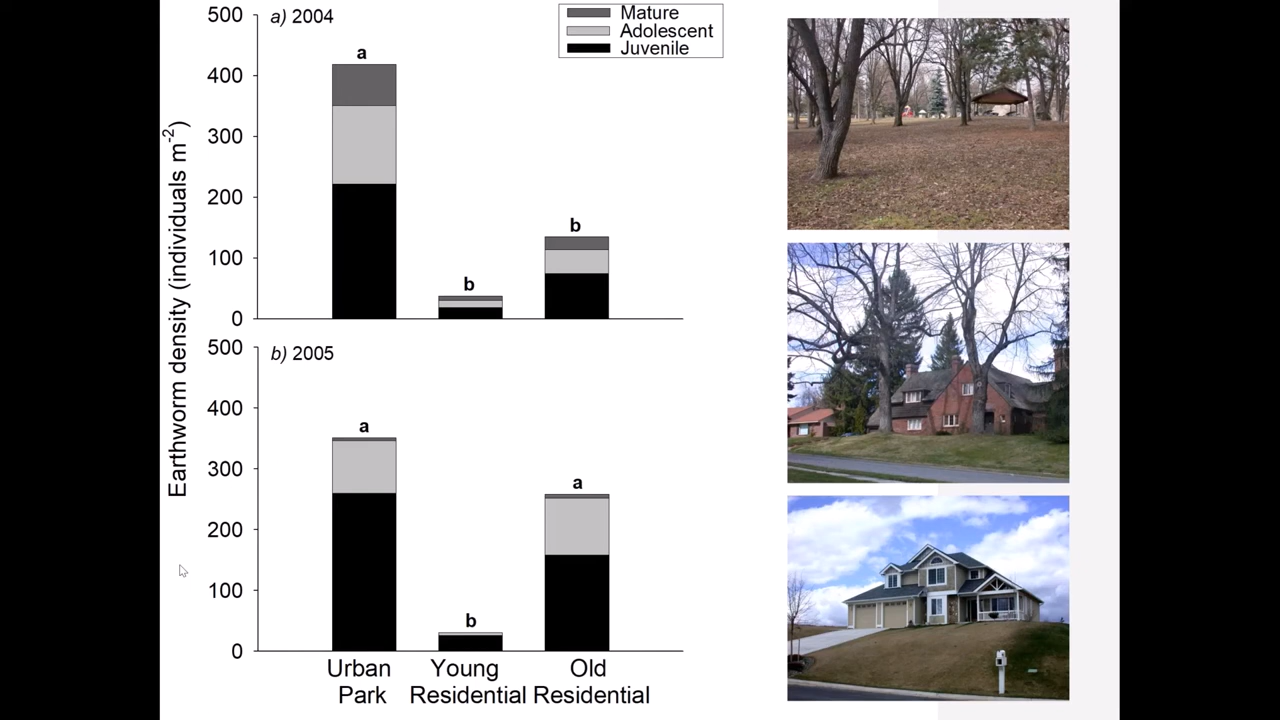 Earthworm density (individuals m-2)
a) 2004
Mature
Adolescent
Juvenile
500
400
300
200
100
0
a
b
b
b) 2005
500
400
300
200
100
0
a
b
a
Urban Park
Young Residential
Old Residential